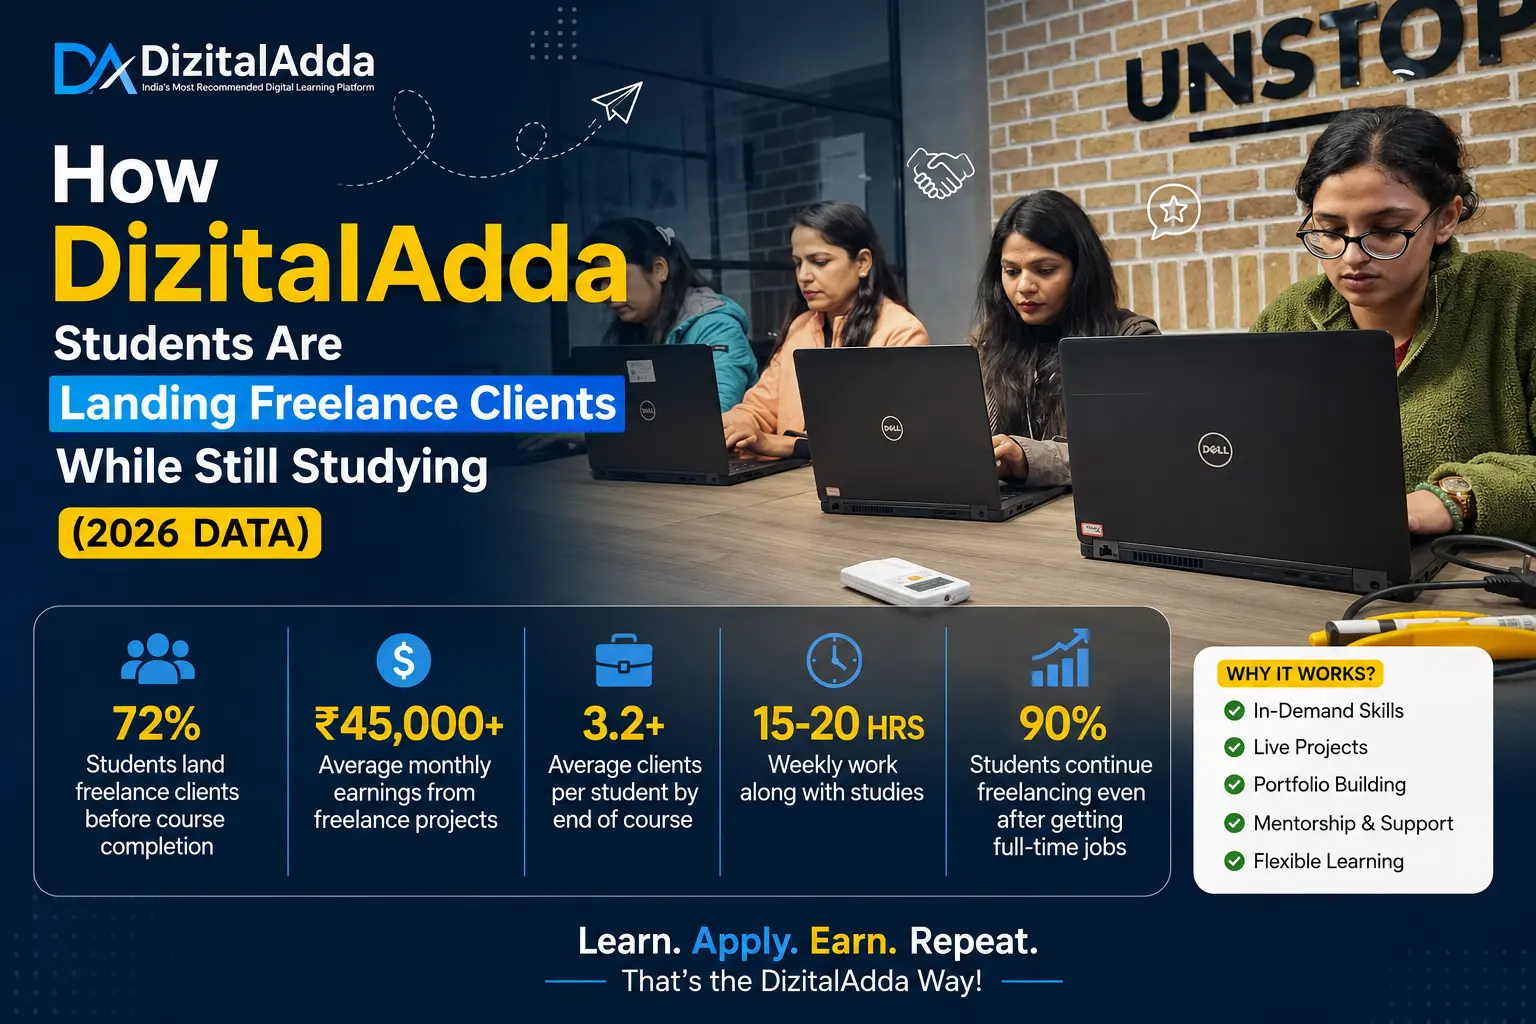 DA DizitalAdda
India's Most Recommended Digital Learning Platform
How
DizitalAdda
Students Are
Landing Freelance Clients
While Still Studying
(2026 DATA)
UNSTOP
DELL
DELL
DELL
72%
Students land
freelance clients
before course
completion
$
₹45,000+
Average monthly
earnings from
freelance projects
3.2+
Average clients
per student by
end of course
15-20 HRS
Weekly work
along with studies
90%
Students continue
freelancing even
after getting
full-time jobs
WHY IT WORKS?
In-Demand Skills
Live Projects
Portfolio Building
Mentorship & Support
Flexible Learning
Learn. Apply. Earn. Repeat.
That's the DizitalAdda Way!